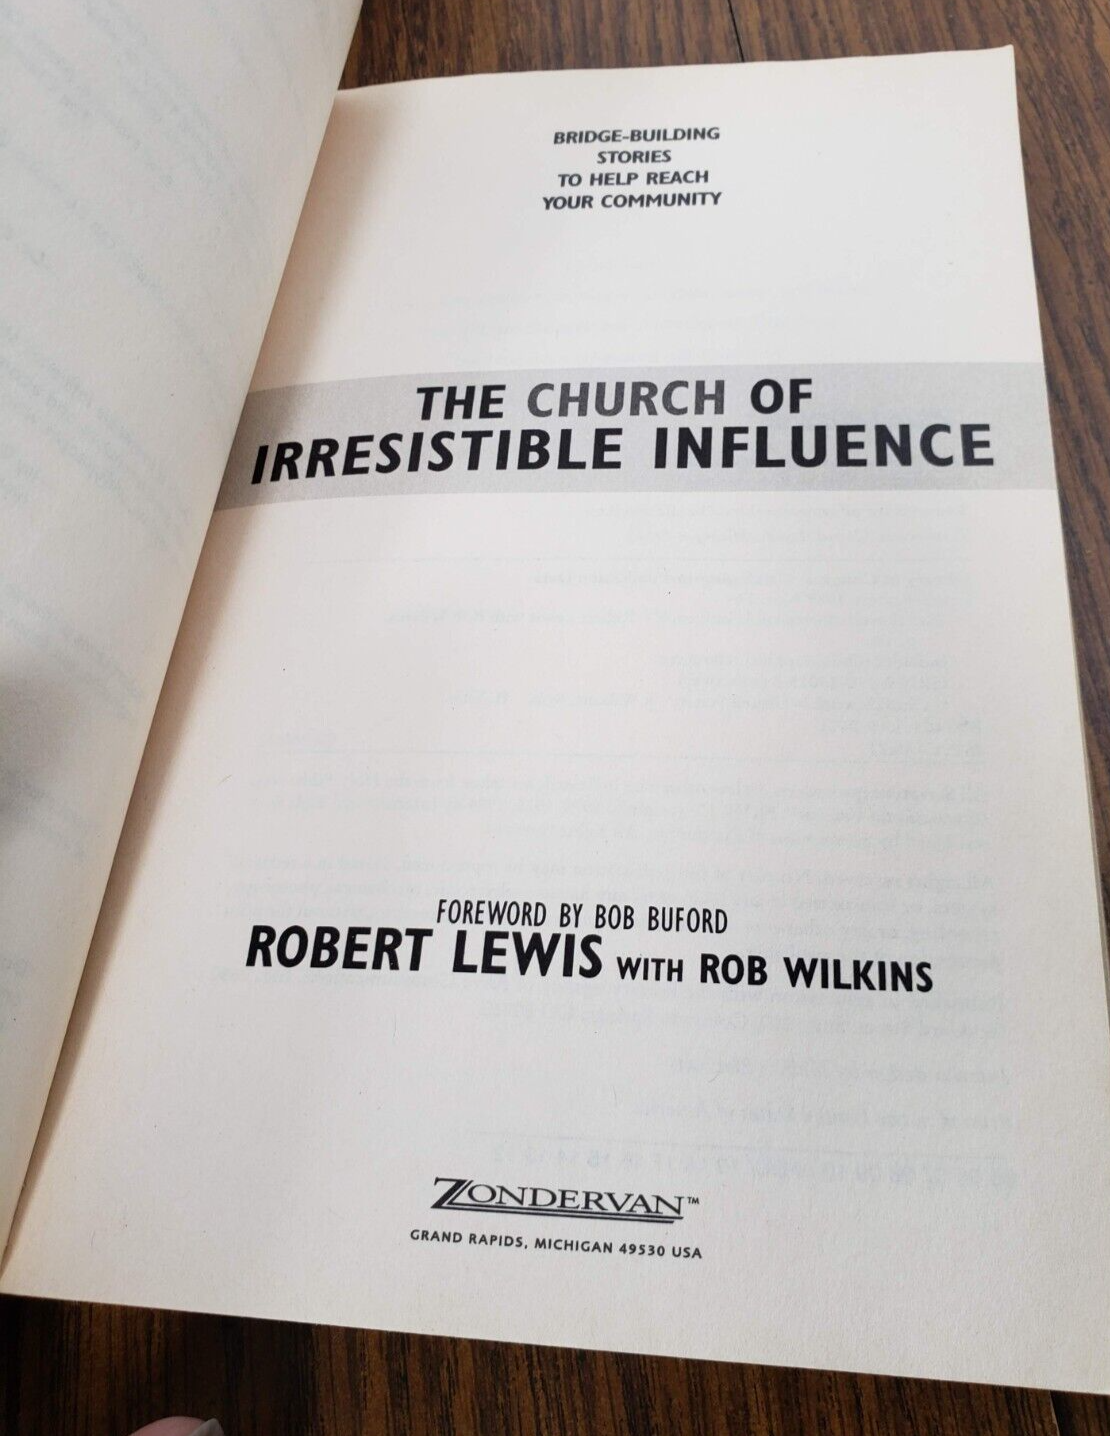 BRIDGE-BUILDING
STORIES
TO HELP REACH
YOUR COMMUNITY
THE CHURCH OF
IRRESISTIBLE INFLUENCE
FOREWORD BY BOB BUFORD
ROBERT LEWIS WITH ROB WILKINS
ZONDERVAN™
GRAND RAPIDS, MICHIGAN 49530 USA